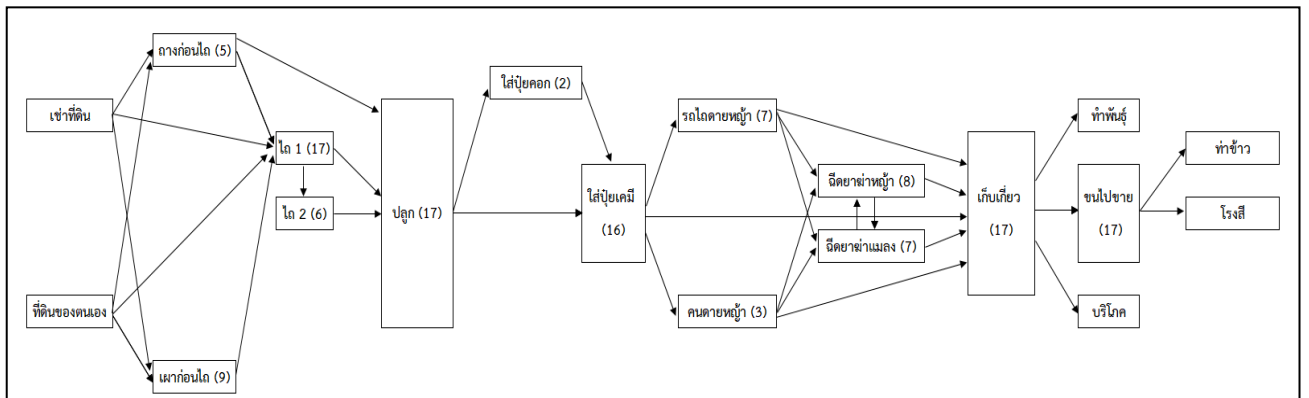 ถางก่อนไถ (5)
เช่าที่ดิน
ไถ 1 (17)
ไถ 2 (6)
ที่ดินของตนเอง
เผาก่อนไถ (9)
ปลูก (17)
ใส่ปุ๋ยคอก (2)
ใส่ปุ๋ยเคมี
(16)
รถไถดายหญ้า (7)
ฉีดยาฆ่าหญ้า (8)
ฉีดยาฆ่าแมลง (7)
คนดายหญ้า (3)
เก็บเกี่ยว
(17)
ทำพันธุ์
ขนไปขาย
(17)
บริโภค
ท่าข้าว
โรงสี